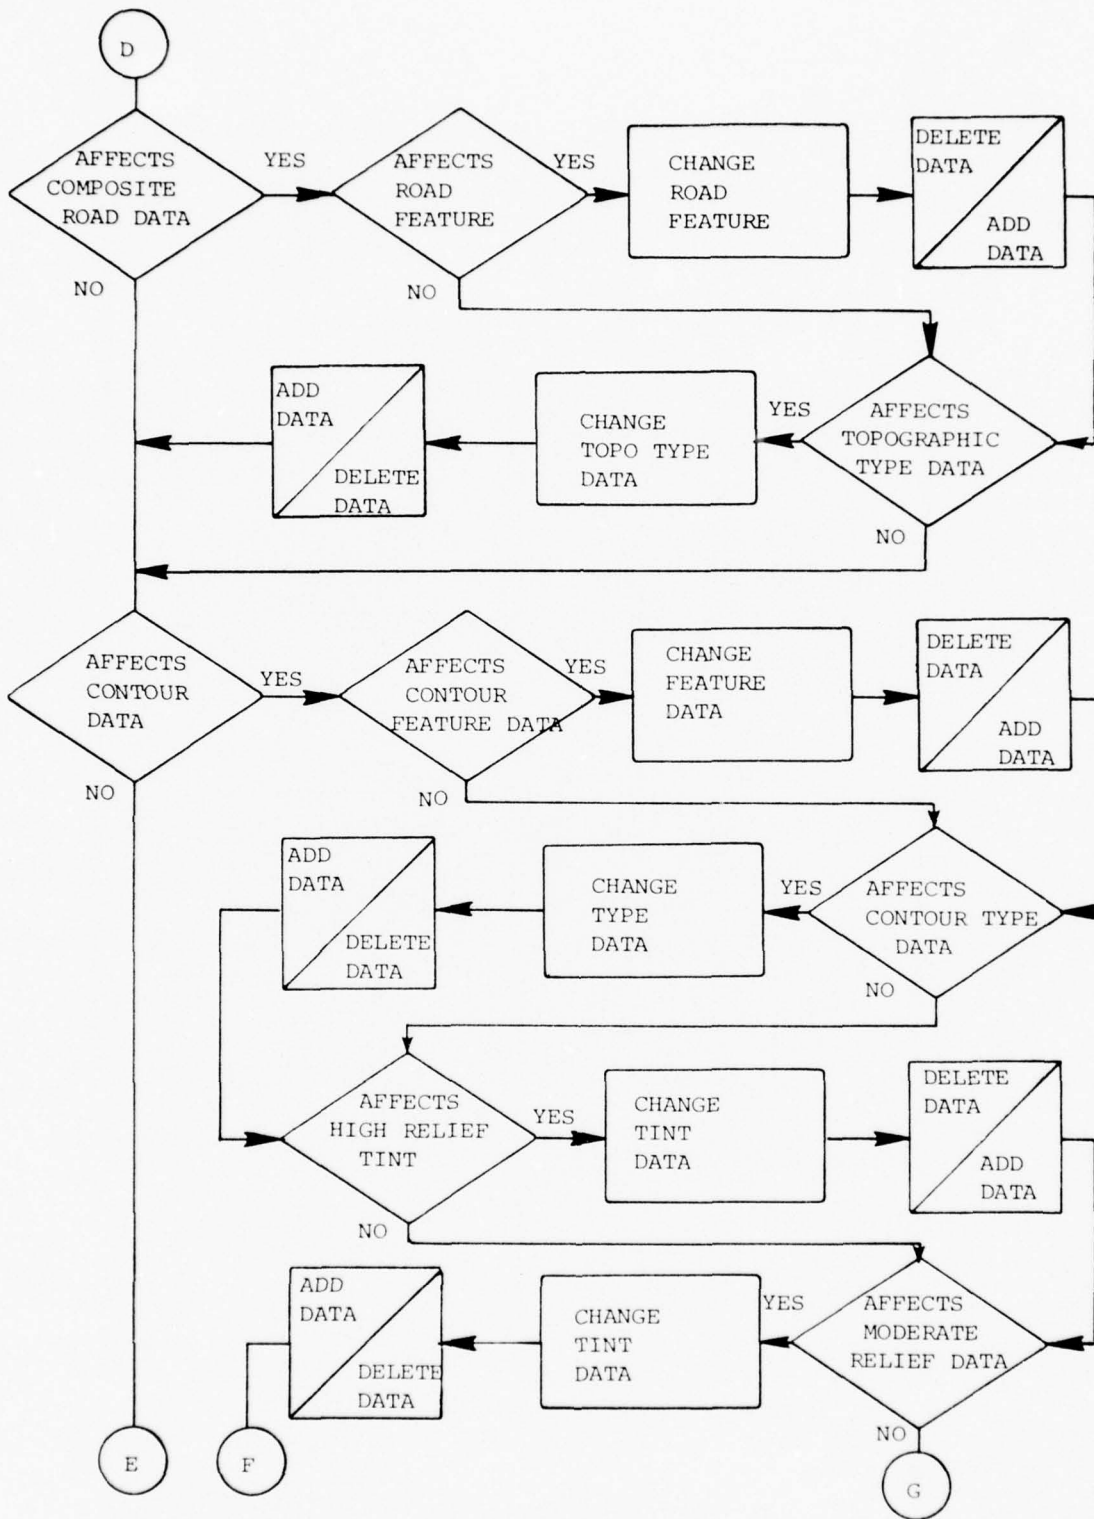 D
AFFECTS
COMPOSITE
ROAD DATA
YES
NO
AFFECTS
ROAD
FEATURE
YES
NO
CHANGE
ROAD
FEATURE
DELETE
DATA
ADD
DATA
ADD
DATA
DELETE
DATA
CHANGE
TOPO TYPE
DATA
YES
AFFECTS
TOPOGRAPHIC
TYPE DATA
NO
AFFECTS
CONTOUR
DATA
YES
NO
AFFECTS
CONTOUR
FEATURE DATA
YES
NO
CHANGE
FEATURE
DATA
DELETE
DATA
ADD
DATA
ADD
DATA
DELETE
DATA
CHANGE
TYPE
DATA
YES
AFFECTS
CONTOUR TYPE
DATA
NO
AFFECTS
HIGH RELIEF
TINT
YES
NO
CHANGE
TINT
DATA
DELETE
DATA
ADD
DATA
ADD
DATA
DELETE
DATA
CHANGE
TINT
DATA
YES
AFFECTS
MODERATE
RELIEF DATA
NO
E
F
G